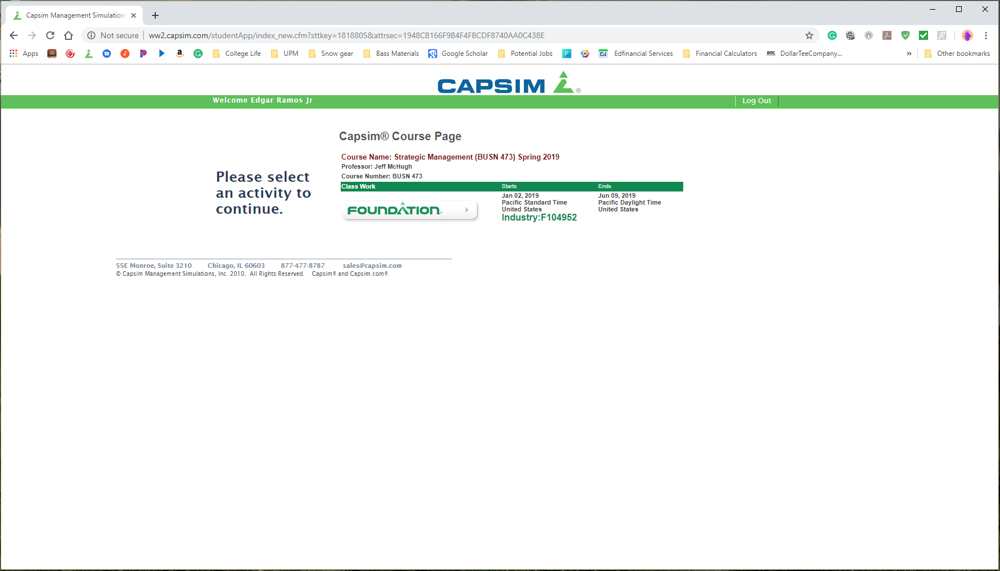 Capsim Management Simulation
Not secure
ww2.capsim.com/studentApp/index_new.cfm?sttkey=1818805&attrsec=1948CB166F9B4F4FBCDF8740AA0C438E
Apps
College Life
UPM
Snow gear
Bass Materials
Google Scholar
Potential Jobs
Ed
Edfinancial Services
Financial Calculators
DTC
DollarTeeCompany...
»
Other bookmarks
CAPSIM ®
Welcome Edgar Ramos Jr
Log Out
Capsim® Course Page
Course Name: Strategic Management (BUSN 473) Spring 2019
Professor: Jeff McHugh
Course Number: BUSN 473
Please select
an activity to
continue.
Class Work Starts Ends
FOUNDATION
Jan 02, 2019
Pacific Standard Time
United States
Industry:F104952
Jun 09, 2019
Pacific Daylight Time
United States
55E Monroe, Suite 3210 Chicago, IL 60603 877-477-8787 sales@capsim.com
© Capsim Management Simulations, Inc. 2010. All Rights Reserved. Capsim® and Capsim.com®.